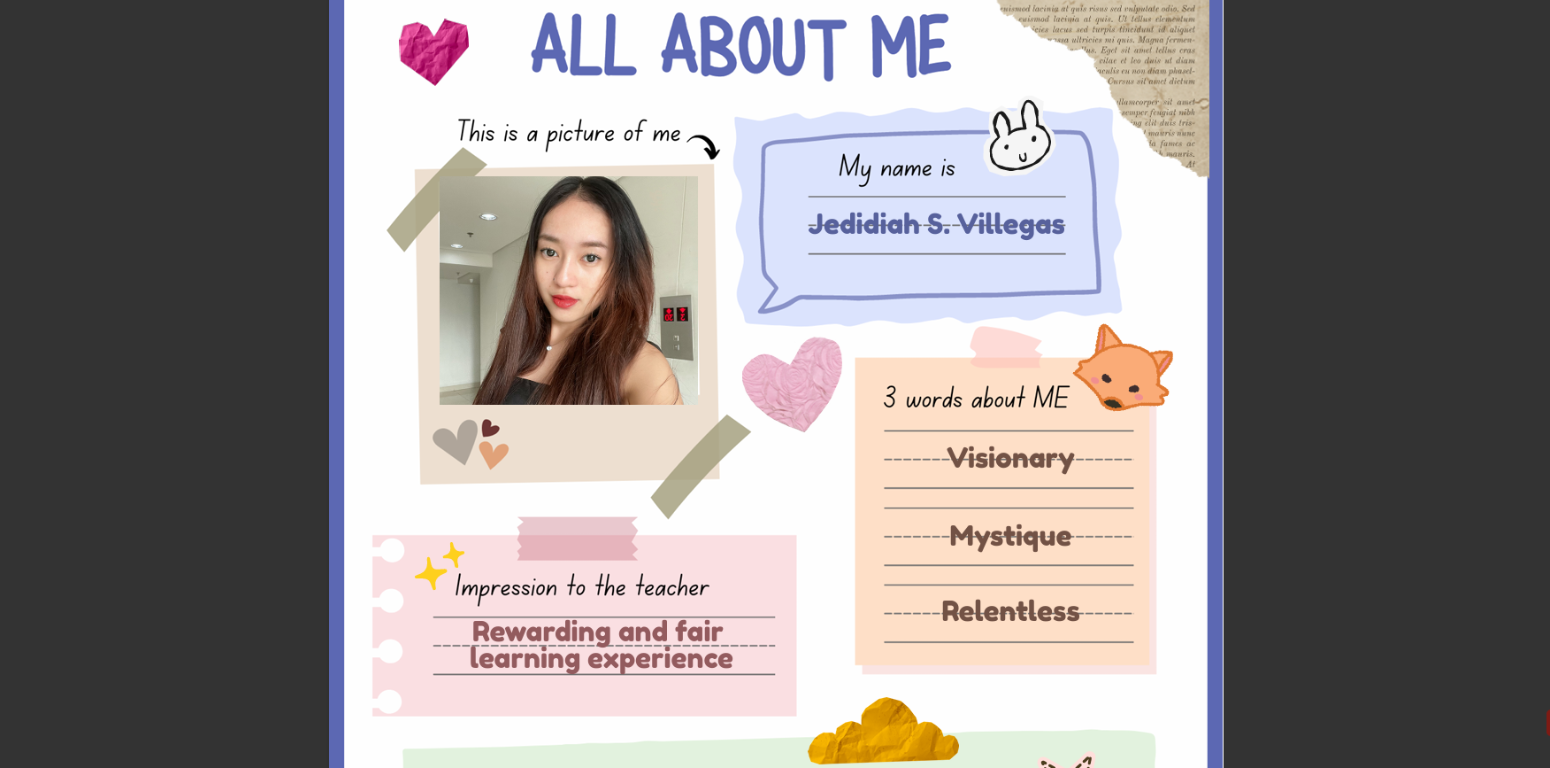 ALL ABOUT ME
This is a picture of me
My name is
Jedidiah S. Villegas
3 words about ME
Visionary
Mystique
Relentless
Impression to the teacher
Rewarding and fair
learning experience